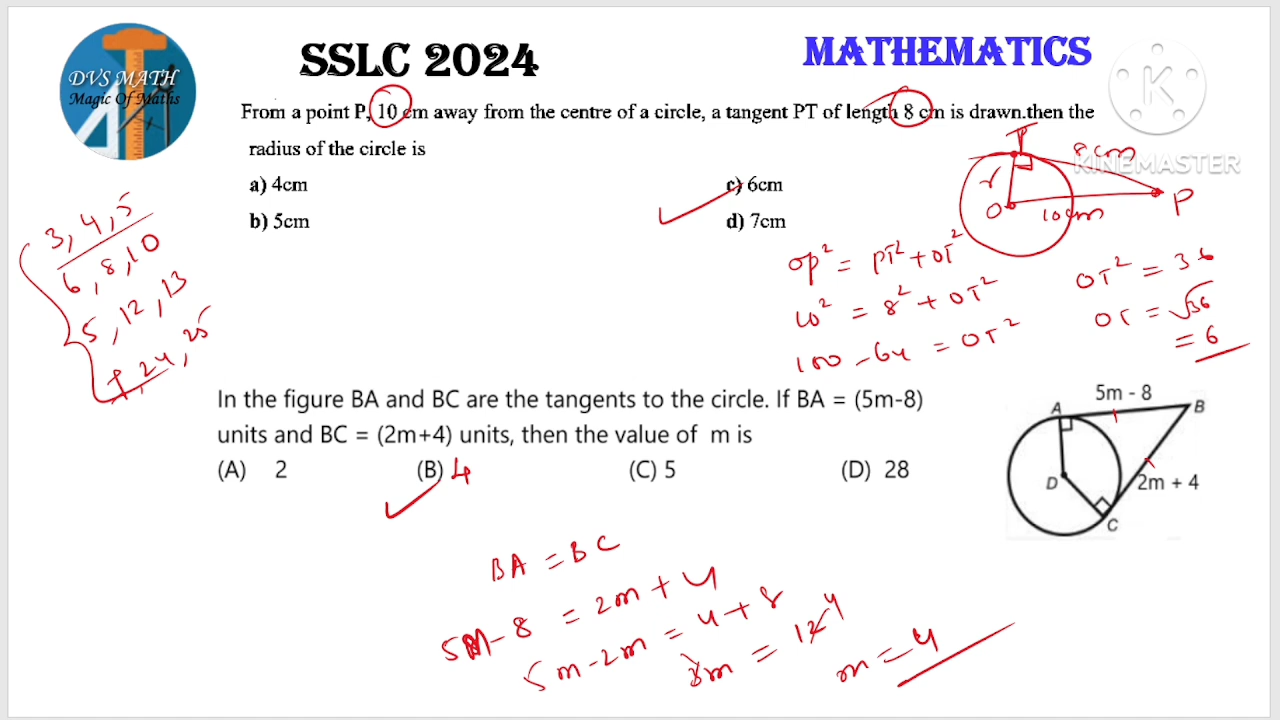 DVS MATH
Magic Of Maths
SSLC 2024
MATHEMATICS
KINEMASTER
From a point P, 10 cm away from the centre of a circle, a tangent PT of length 8 cm is drawn.then the
radius of the circle is
a) 4cm
c) 6cm
b) 5cm
d) 7cm
T
8cm
r
O
10cm
P
3, 4, 5
6, 8, 10
5, 12, 13
7, 24, 25
OP² = PT² + OT²
10² = 8² + OT²
100 - 64 = OT²
OT² = 36
OT = √36
= 6
In the figure BA and BC are the tangents to the circle. If BA = (5m-8)
units and BC = (2m+4) units, then the value of m is
(A) 2
(B) 4
(C) 5
(D) 28
5m - 8
A
B
D
2m + 4
C
BA = BC
5m - 8 = 2m + 4
5m - 2m = 4 + 8
3m = 12 4
m = 4